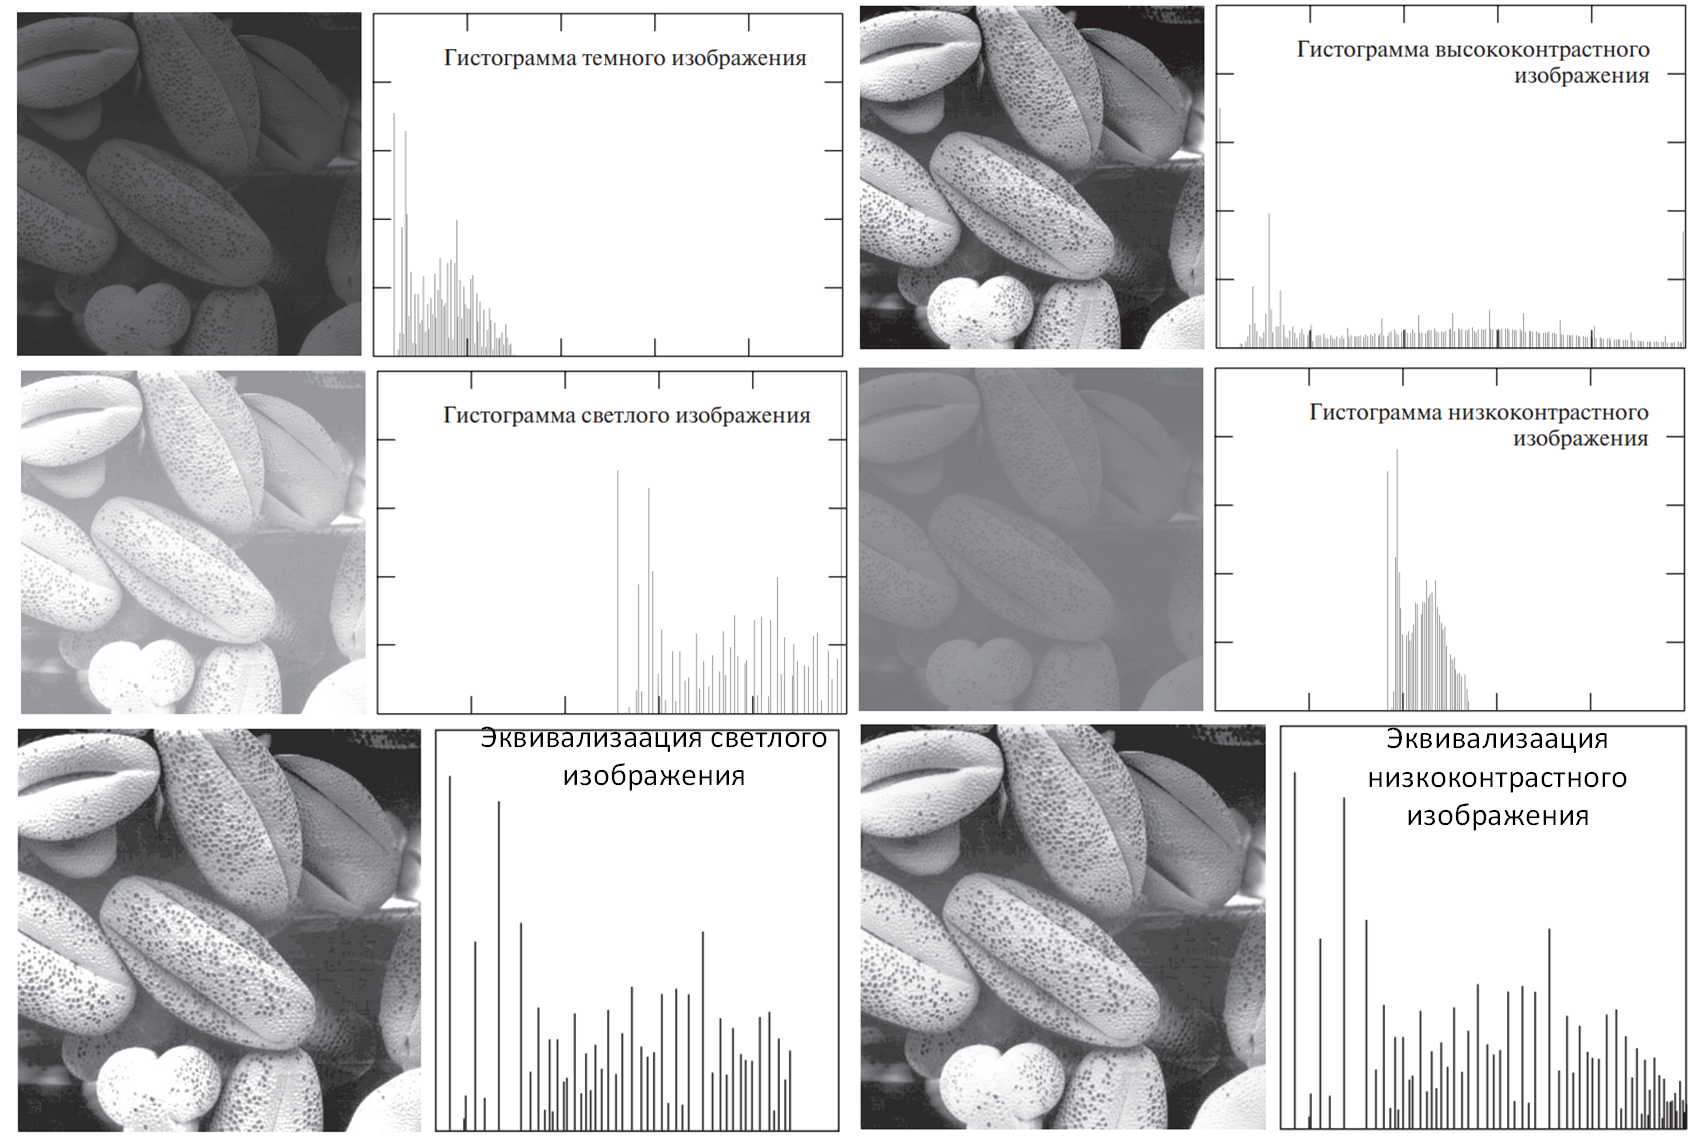 Гистограмма темного изображения
Гистограмма высококонтрастного
изображения
Гистограмма светлого изображения
Гистограмма низкоконтрастного
изображения
Эквивализаация светлого
изображения
Эквивализаация
низкоконтрастного
изображения